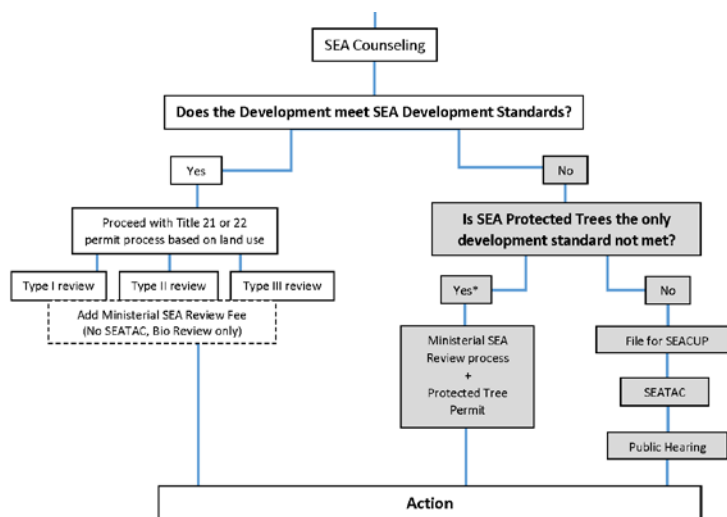 SEA Counseling
Does the Development meet SEA Development Standards?
Yes
No
Proceed with Title 21 or 22
permit process based on land use
Is SEA Protected Trees the only
development standard not met?
Type I review
Type II review
Type III review
Add Ministerial SEA Review Fee
(No SEATAC, Bio Review only)
Yes*
No
Ministerial SEA
Review process
+
Protected Tree
Permit
File for SEACUP
SEATAC
Public Hearing
Action